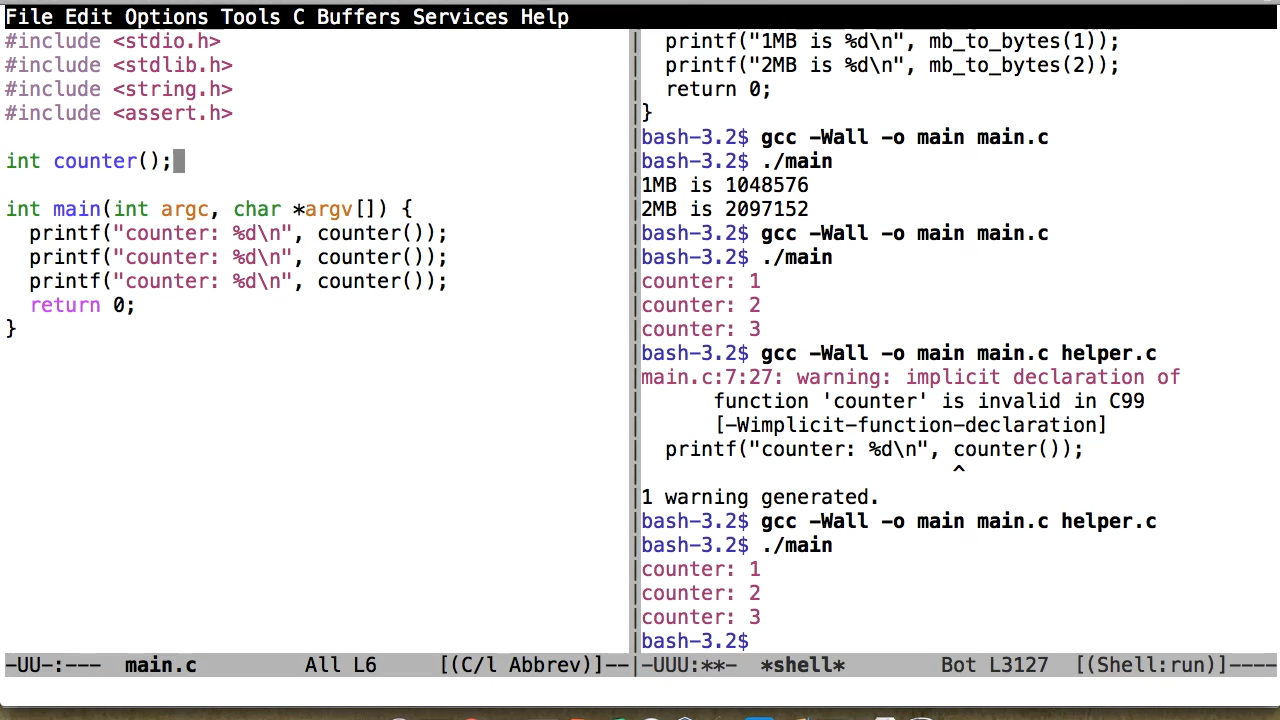 File Edit Options Tools C Buffers Services Help
#include <stdio.h>
#include <stdlib.h>
#include <string.h>
#include <assert.h>
int counter();
int main(int argc, char *argv[]) {
printf("counter: %d\n", counter());
printf("counter: %d\n", counter());
printf("counter: %d\n", counter());
return 0;
}
-UU-:--- main.c All L6 [(C/l Abbrev)]--
printf("1MB is %d\n", mb_to_bytes(1));
printf("2MB is %d\n", mb_to_bytes(2));
return 0;
}
bash-3.2$ gcc -Wall -o main main.c
bash-3.2$ ./main
1MB is 1048576
2MB is 2097152
bash-3.2$ gcc -Wall -o main main.c
bash-3.2$ ./main
counter: 1
counter: 2
counter: 3
bash-3.2$ gcc -Wall -o main main.c helper.c
main.c:7:27: warning: implicit declaration of
function 'counter' is invalid in C99
[-Wimplicit-function-declaration]
printf("counter: %d\n", counter());
^
1 warning generated.
bash-3.2$ gcc -Wall -o main main.c helper.c
bash-3.2$ ./main
counter: 1
counter: 2
counter: 3
bash-3.2$
-UUU:**- *shell* Bot L3127 [(Shell:run)]----